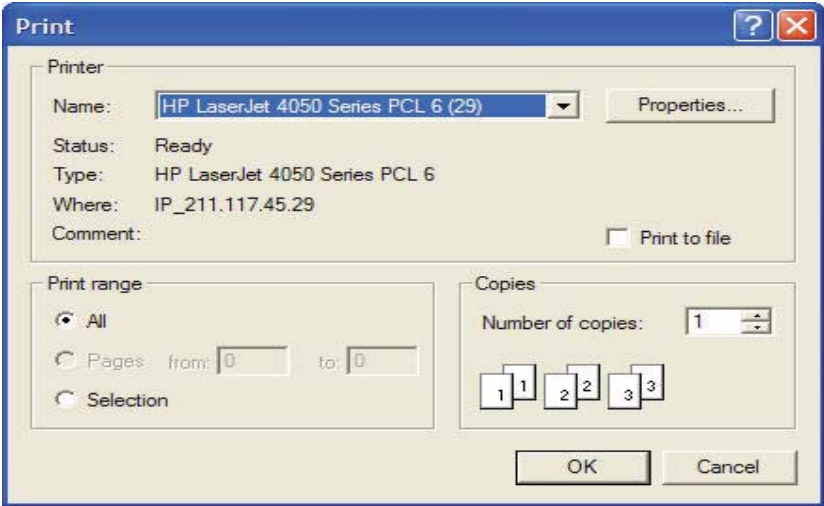 Print
Printer
Name: HP LaserJet 4050 Series PCL 6 (29) Properties...
Status: Ready
Type: HP LaserJet 4050 Series PCL 6
Where: IP_211.117.45.29
Comment: Print to file
Print range
All
Pages from: 0 to: 0
Selection
Copies
Number of copies: 1
1 1 2 2 3 3
OK Cancel